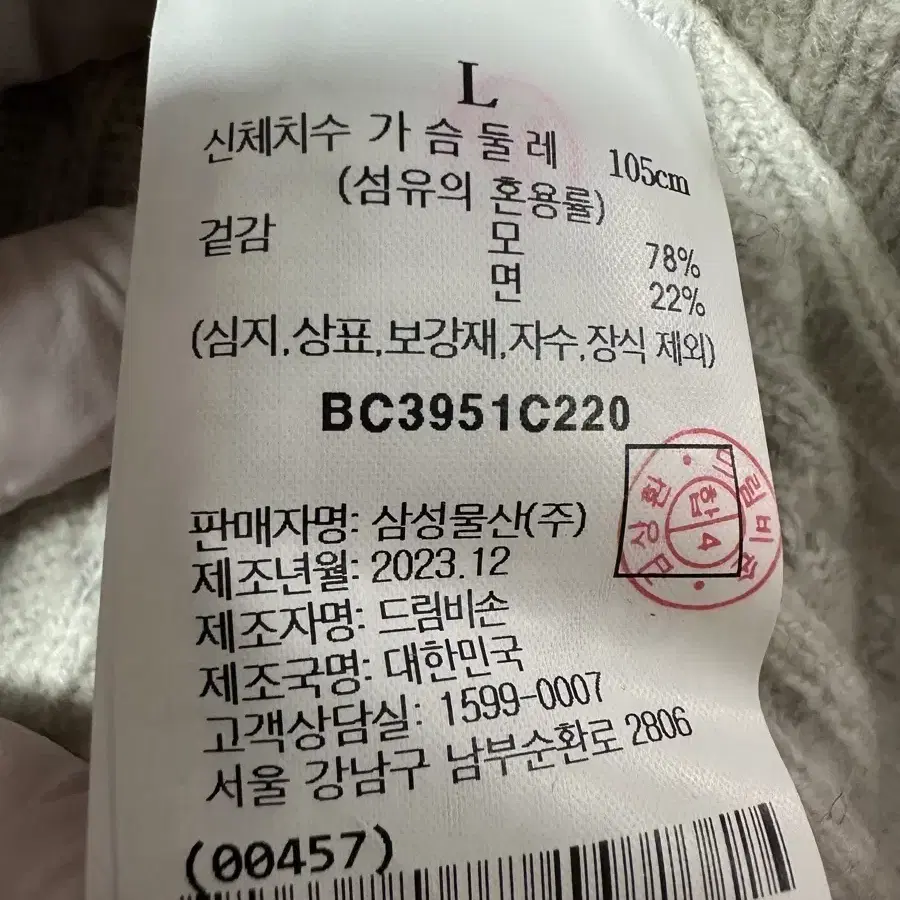 L
신체치수 가슴둘레 105cm
(섬유의 혼용률)
겉감 모 78%
면 22%
(심지,상표,보강재,자수,장식 제외)
BC3951C220
합
4
판매자명: 삼성물산(주)
제조년월: 2023.12
제조자명: 드림비손
제조국명: 대한민국
고객상담실: 1599-0007
서울 강남구 남부순환로 2806
(00457)